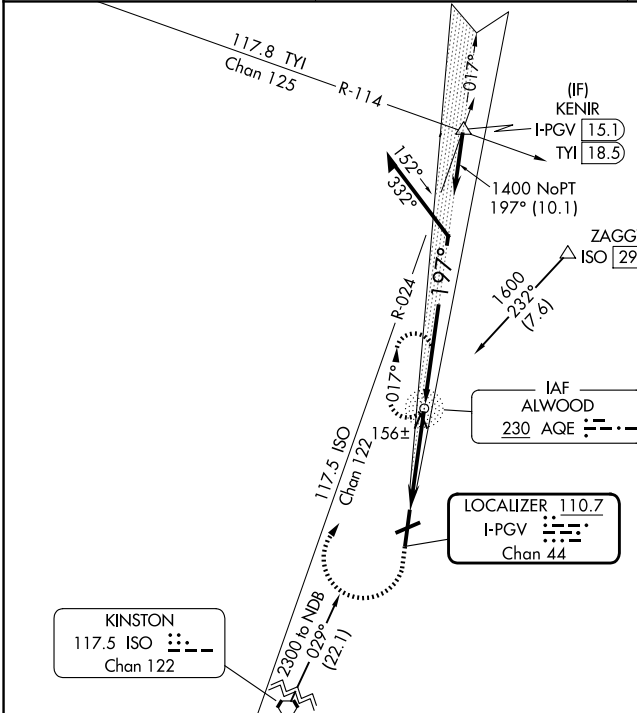 117.8 TYI
Chan 125
R-114
017°
(IF)
KENIR
I-PGV 15.1
TYI 18.5
152°
332°
1400 NoPT
197° (10.1)
197°
ZAGG
ISO 29
1600
232°
(7.6)
R-024
017°
IAF
ALWOOD
230 AQE
156±
117.5 ISO
Chan 122
LOCALIZER 110.7
I-PGV
Chan 44
2300 to NDB
029°
(22.1)
KINSTON
117.5 ISO
Chan 122